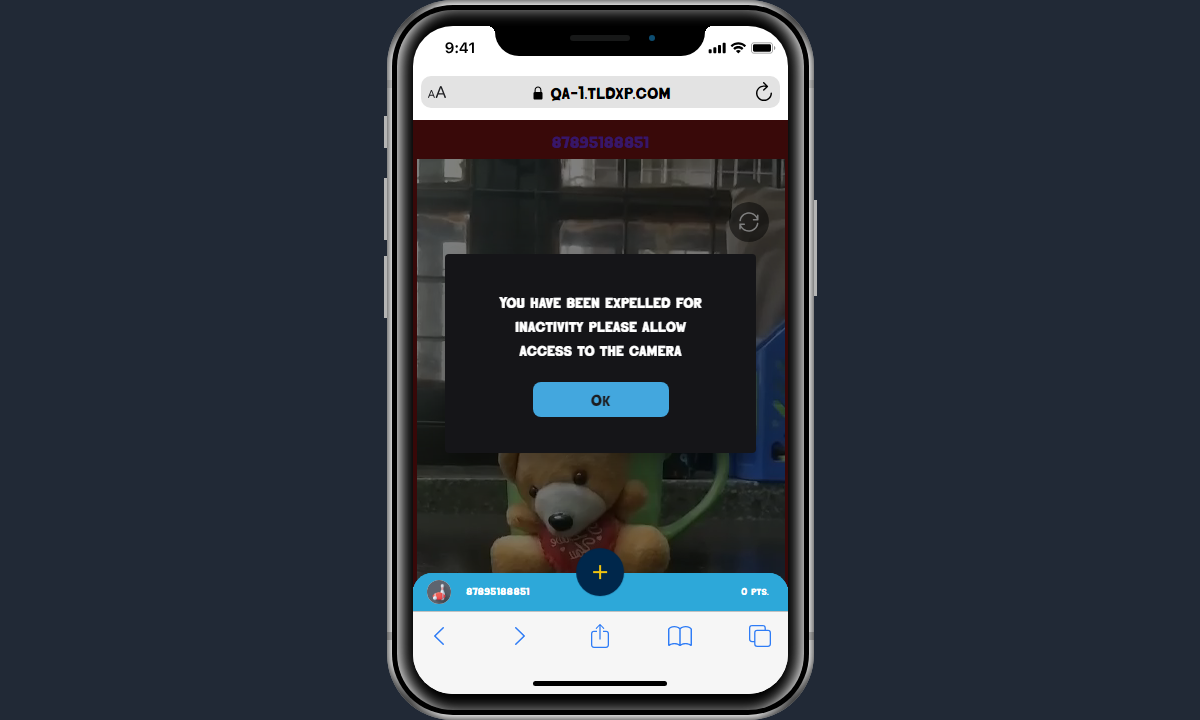 9:41
AA
QA-1.TLDXP.COM
87895188851
YOU HAVE BEEN EXPELLED FOR
INACTIVITY PLEASE ALLOW
ACCESS TO THE CAMERA
OK
87895188851
0 PTS.